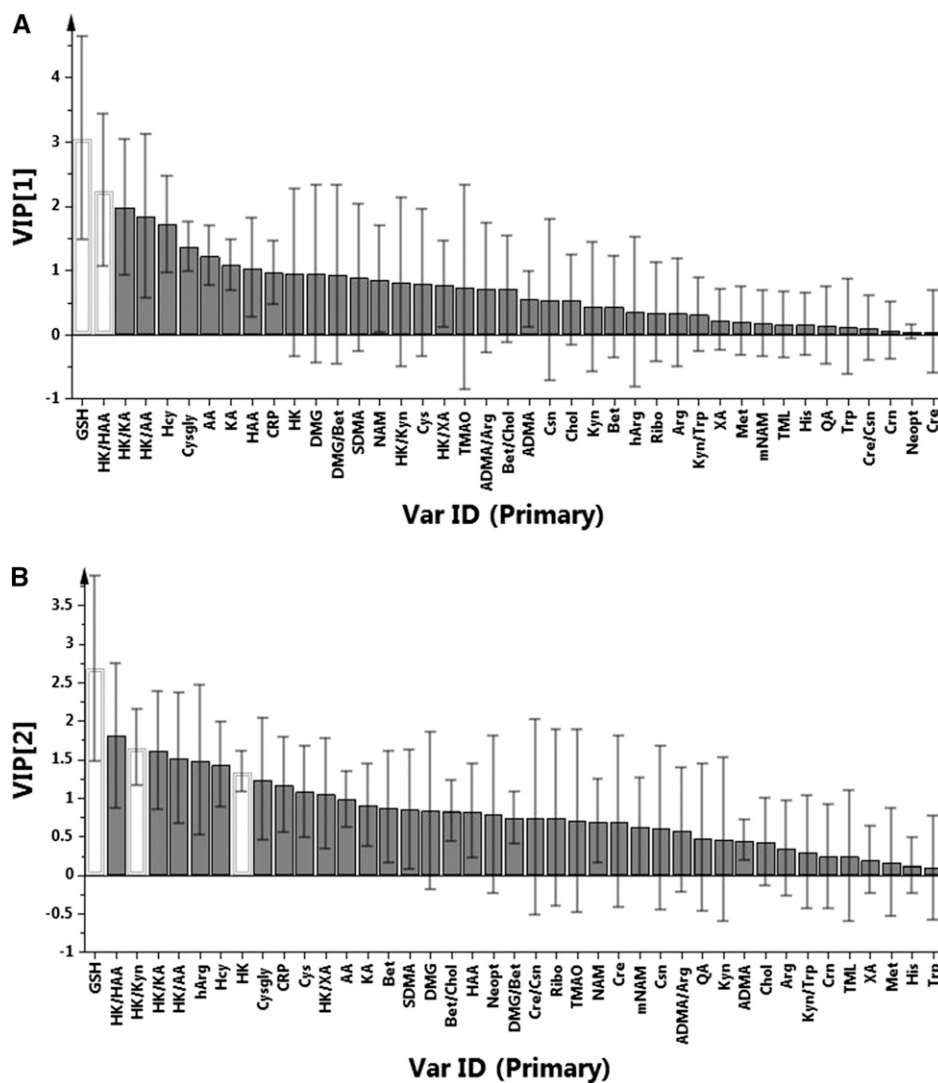 A
VIP[1]
4
3
2
1
0
-1
GSH
HK/HAA
HK/KA
HK/AA
Hcy
Cysgly
AA
KA
HAA
CRP
HK
DMG
DMG/Bet
SDMA
NAM
HK/Kyn
Cys
HK/XA
TMAO
ADMA/Arg
Bet/Chol
ADMA
Csn
Chol
Kyn
Bet
hArg
Ribo
Arg
Kyn/Trp
XA
Met
mNAM
TML
His
QA
Trp
Cre/Csn
Crn
Neopt
Cre
Var ID (Primary)
B
VIP[2]
3.5
3
2.5
2
1.5
1
0.5
0
-0.5
-1
GSH
HK/HAA
HK/Kyn
HK/KA
HK/AA
hArg
Hcy
HK
Cysgly
CRP
Cys
HK/XA
AA
KA
Bet
SDMA
DMG
Bet/Chol
HAA
Neopt
DMG/Bet
Cre/Csn
Ribo
TMAO
NAM
Cre
mNAM
Csn
ADMA/Arg
QA
Kyn
ADMA
Chol
Arg
Kyn/Trp
Crn
TML
XA
Met
His
Trp
Var ID (Primary)